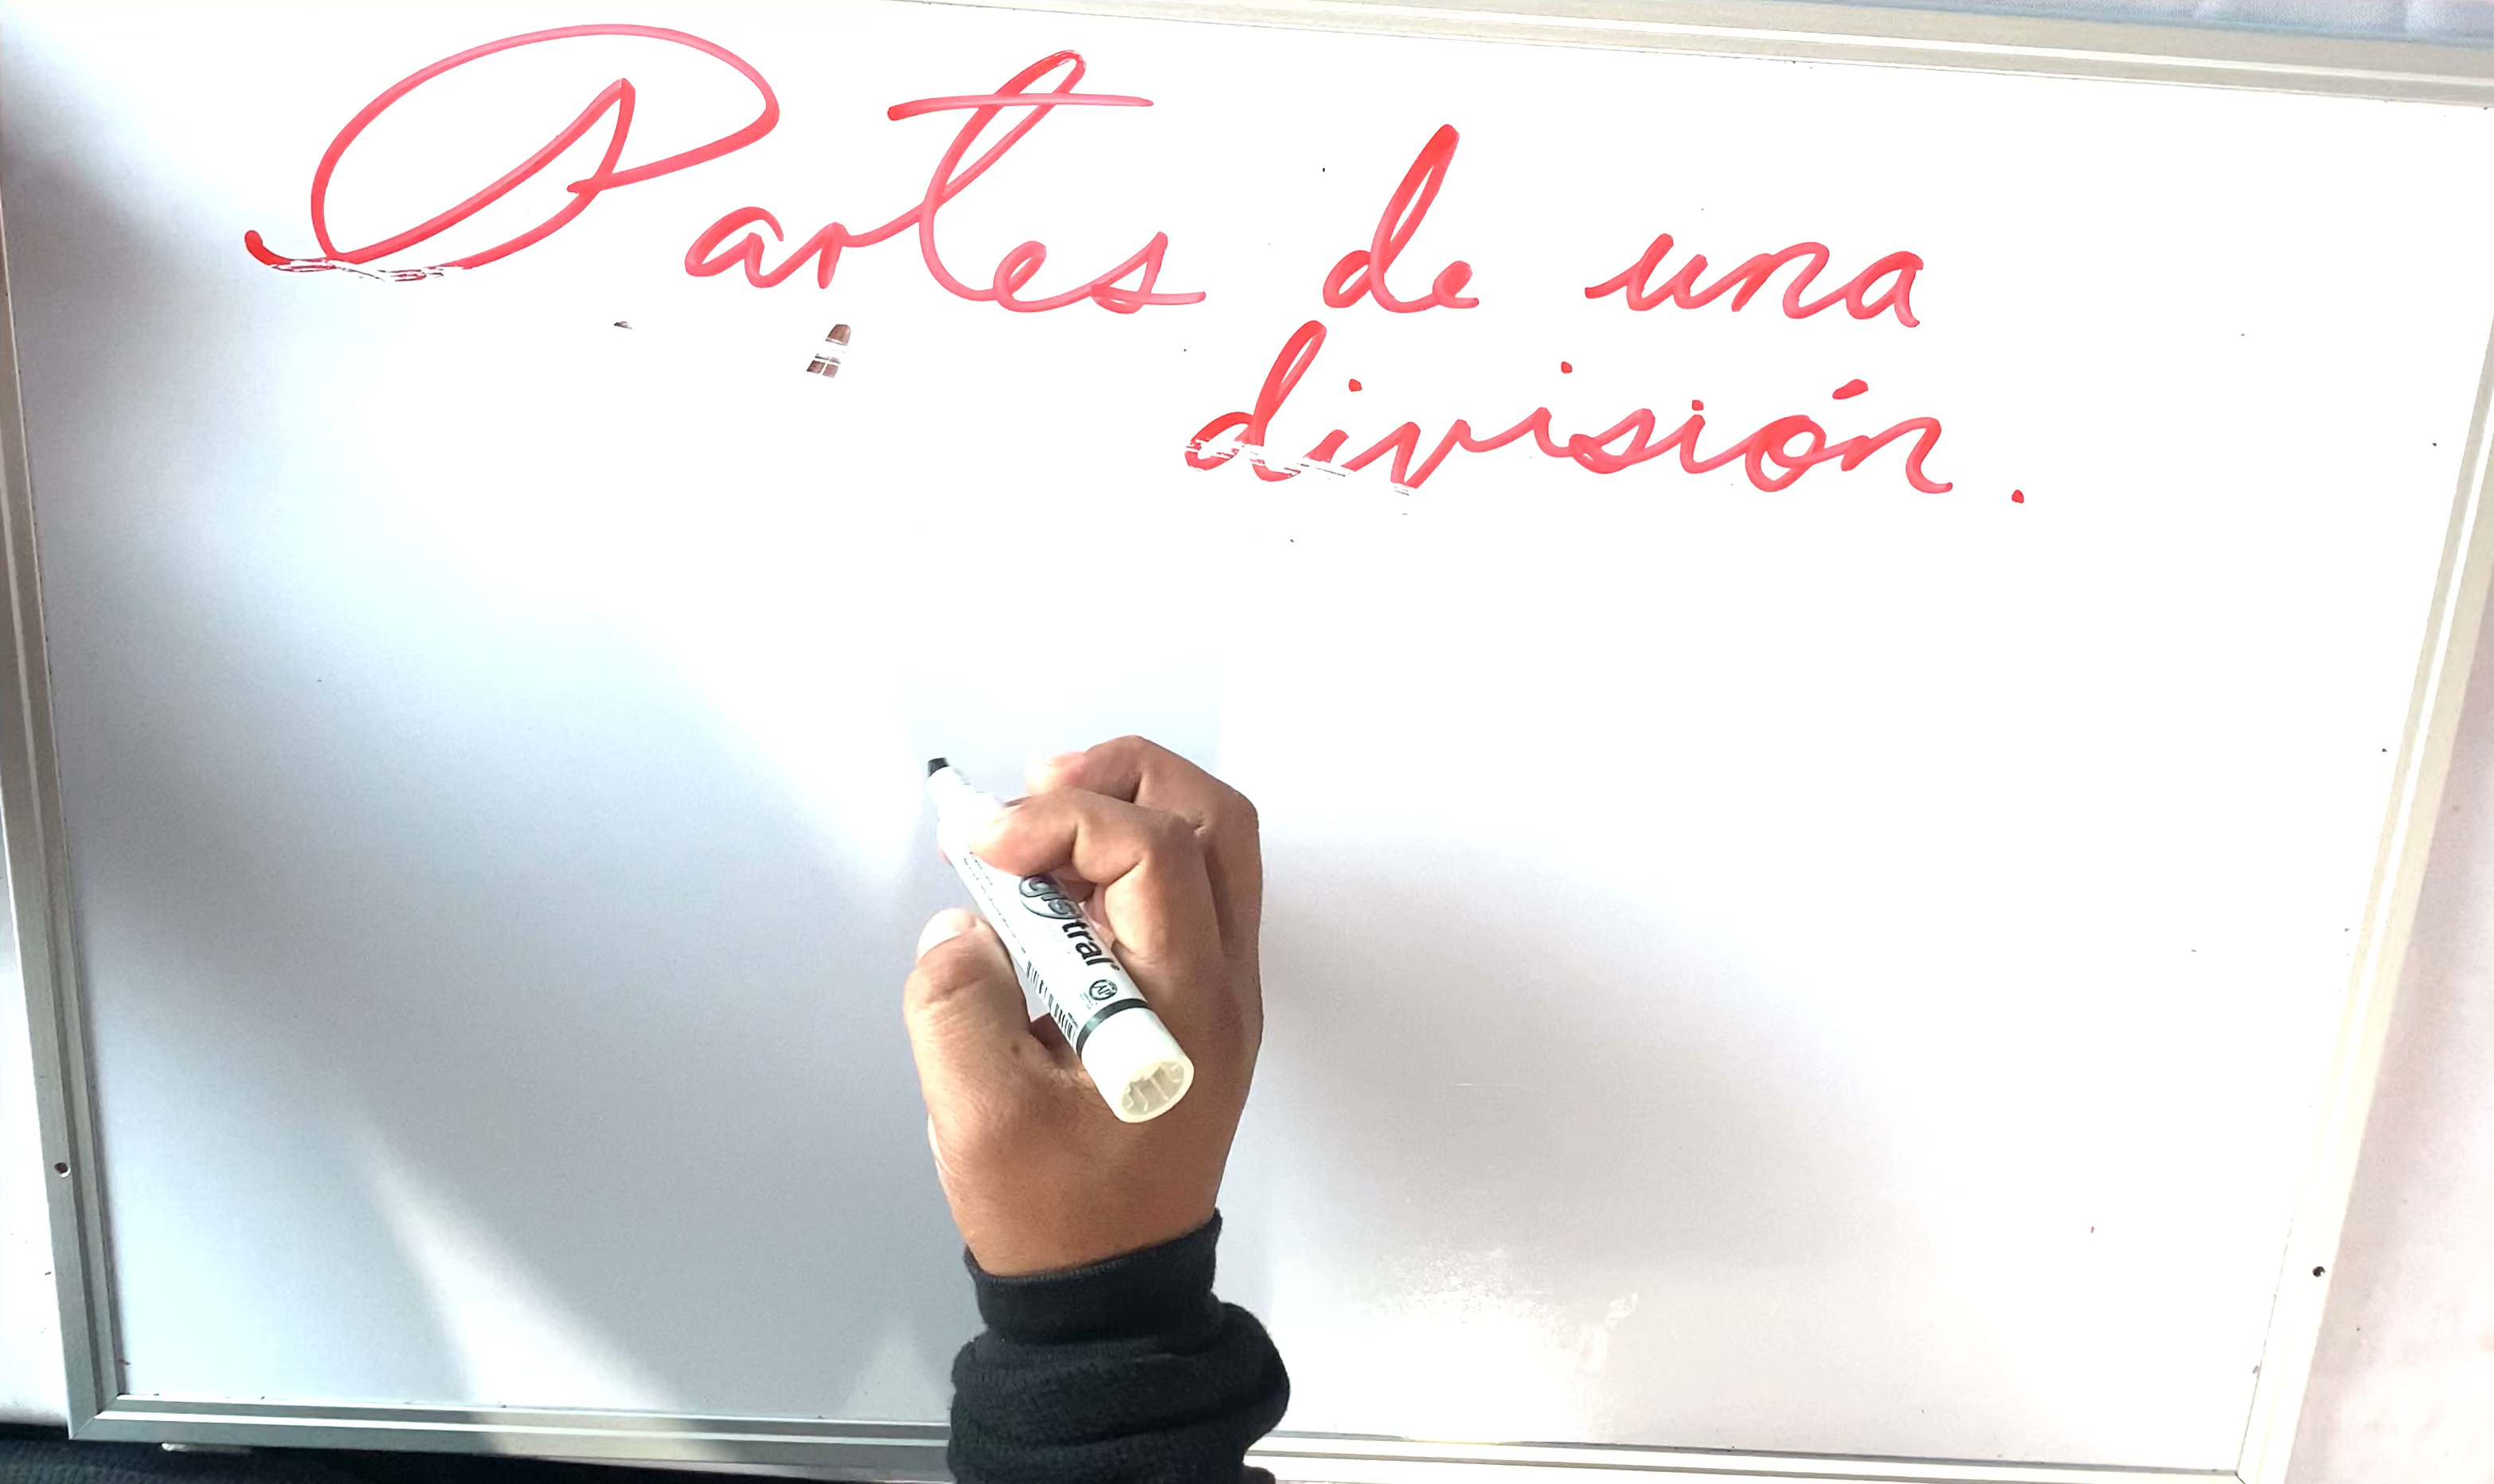 Partes de una
división.